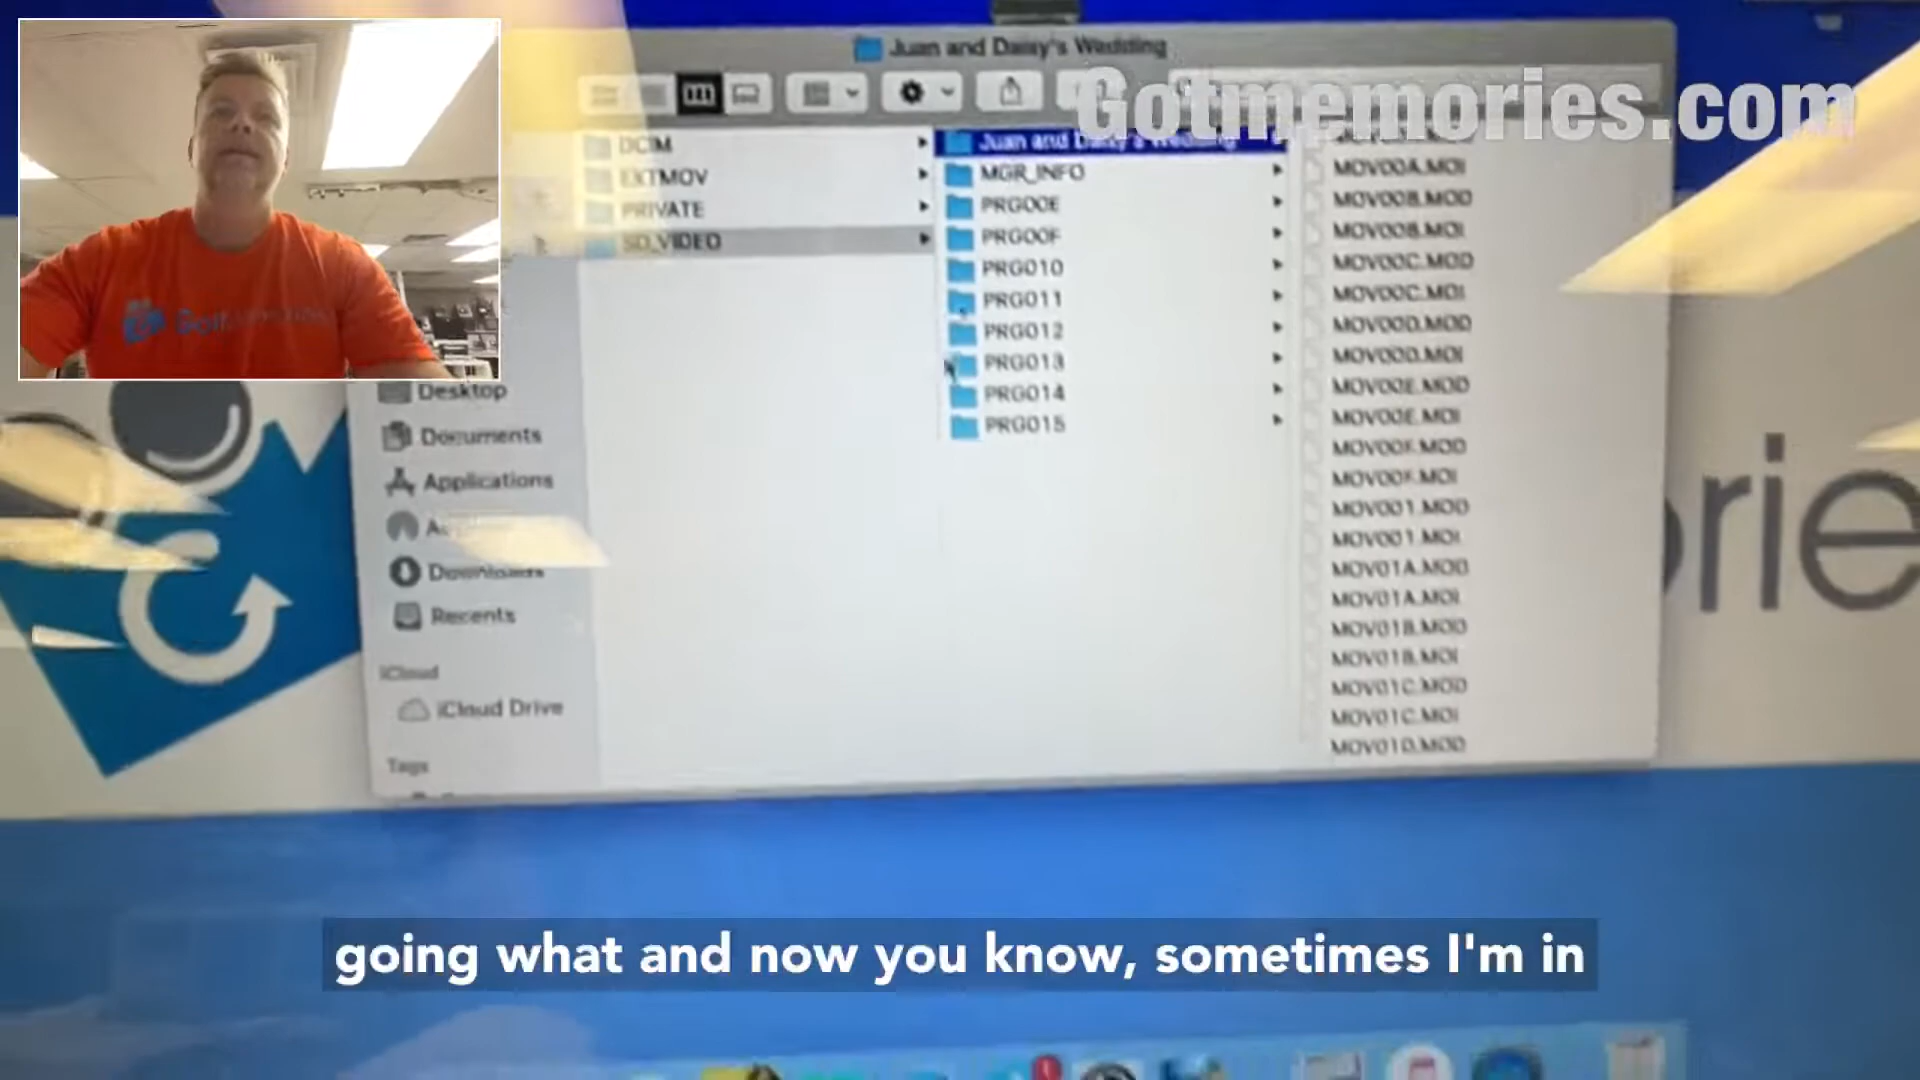 Juan and Daisy's Wedding
Gotmemories.com
DCIM
EXTMOV
PRIVATE
SD_VIDEO
Juan and Daisy's Wedding
MGR_INFO
PRG00E
PRG00F
PRG010
PRG011
PRG012
PRG013
PRG014
PRG015
MOV00A.MOI
MOV00B.MOD
MOV00B.MOI
MOV00C.MOD
MOV00C.MOI
MOV00D.MOD
MOV00D.MOI
MOV00E.MOD
MOV00E.MOI
MOV00F.MOD
MOV00F.MOI
MOV001.MOD
MOV001.MOI
MOV01A.MOD
MOV01A.MOI
MOV01B.MOD
MOV01B.MOI
MOV01C.MOD
MOV01C.MOI
MOV01D.MOD
Desktop
Documents
Applications
Downloads
Recents
iCloud
iCloud Drive
Tags
orie
going what and now you know, sometimes I'm in